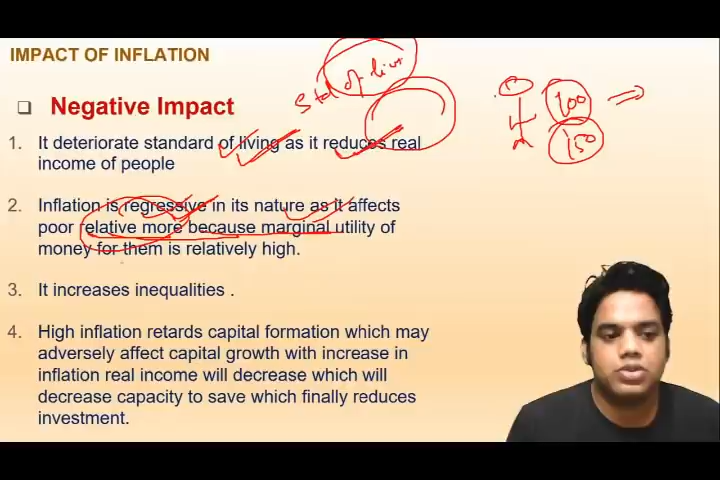 IMPACT OF INFLATION
Std of livi
100
150
❑ Negative Impact
1. It deteriorate standard of living as it reduces real
income of people
2. Inflation is regressive in its nature as it affects
poor relative more because marginal utility of
money for them is relatively high.
3. It increases inequalities .
4. High inflation retards capital formation which may
adversely affect capital growth with increase in
inflation real income will decrease which will
decrease capacity to save which finally reduces
investment.